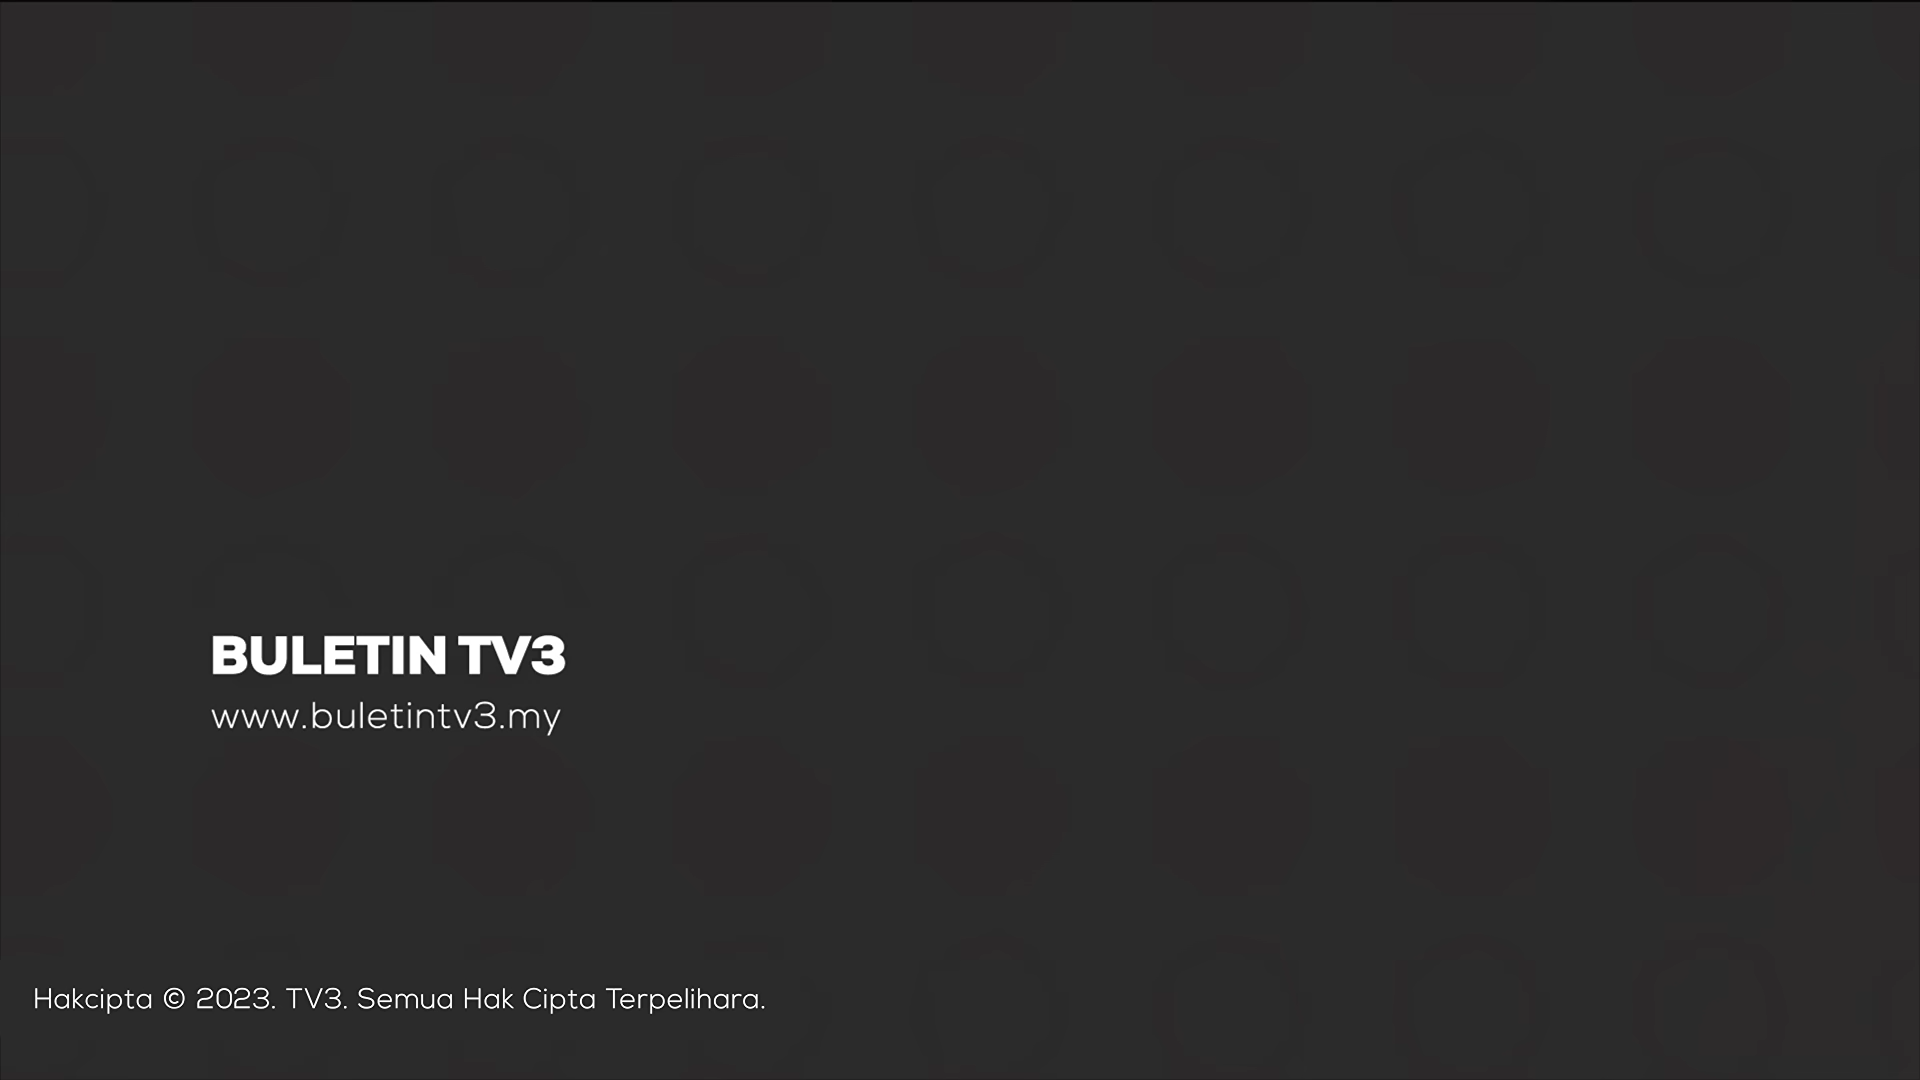 BULETIN TV3
www.buletintv3.my
Hakcipta © 2023. TV3. Semua Hak Cipta Terpelihara.